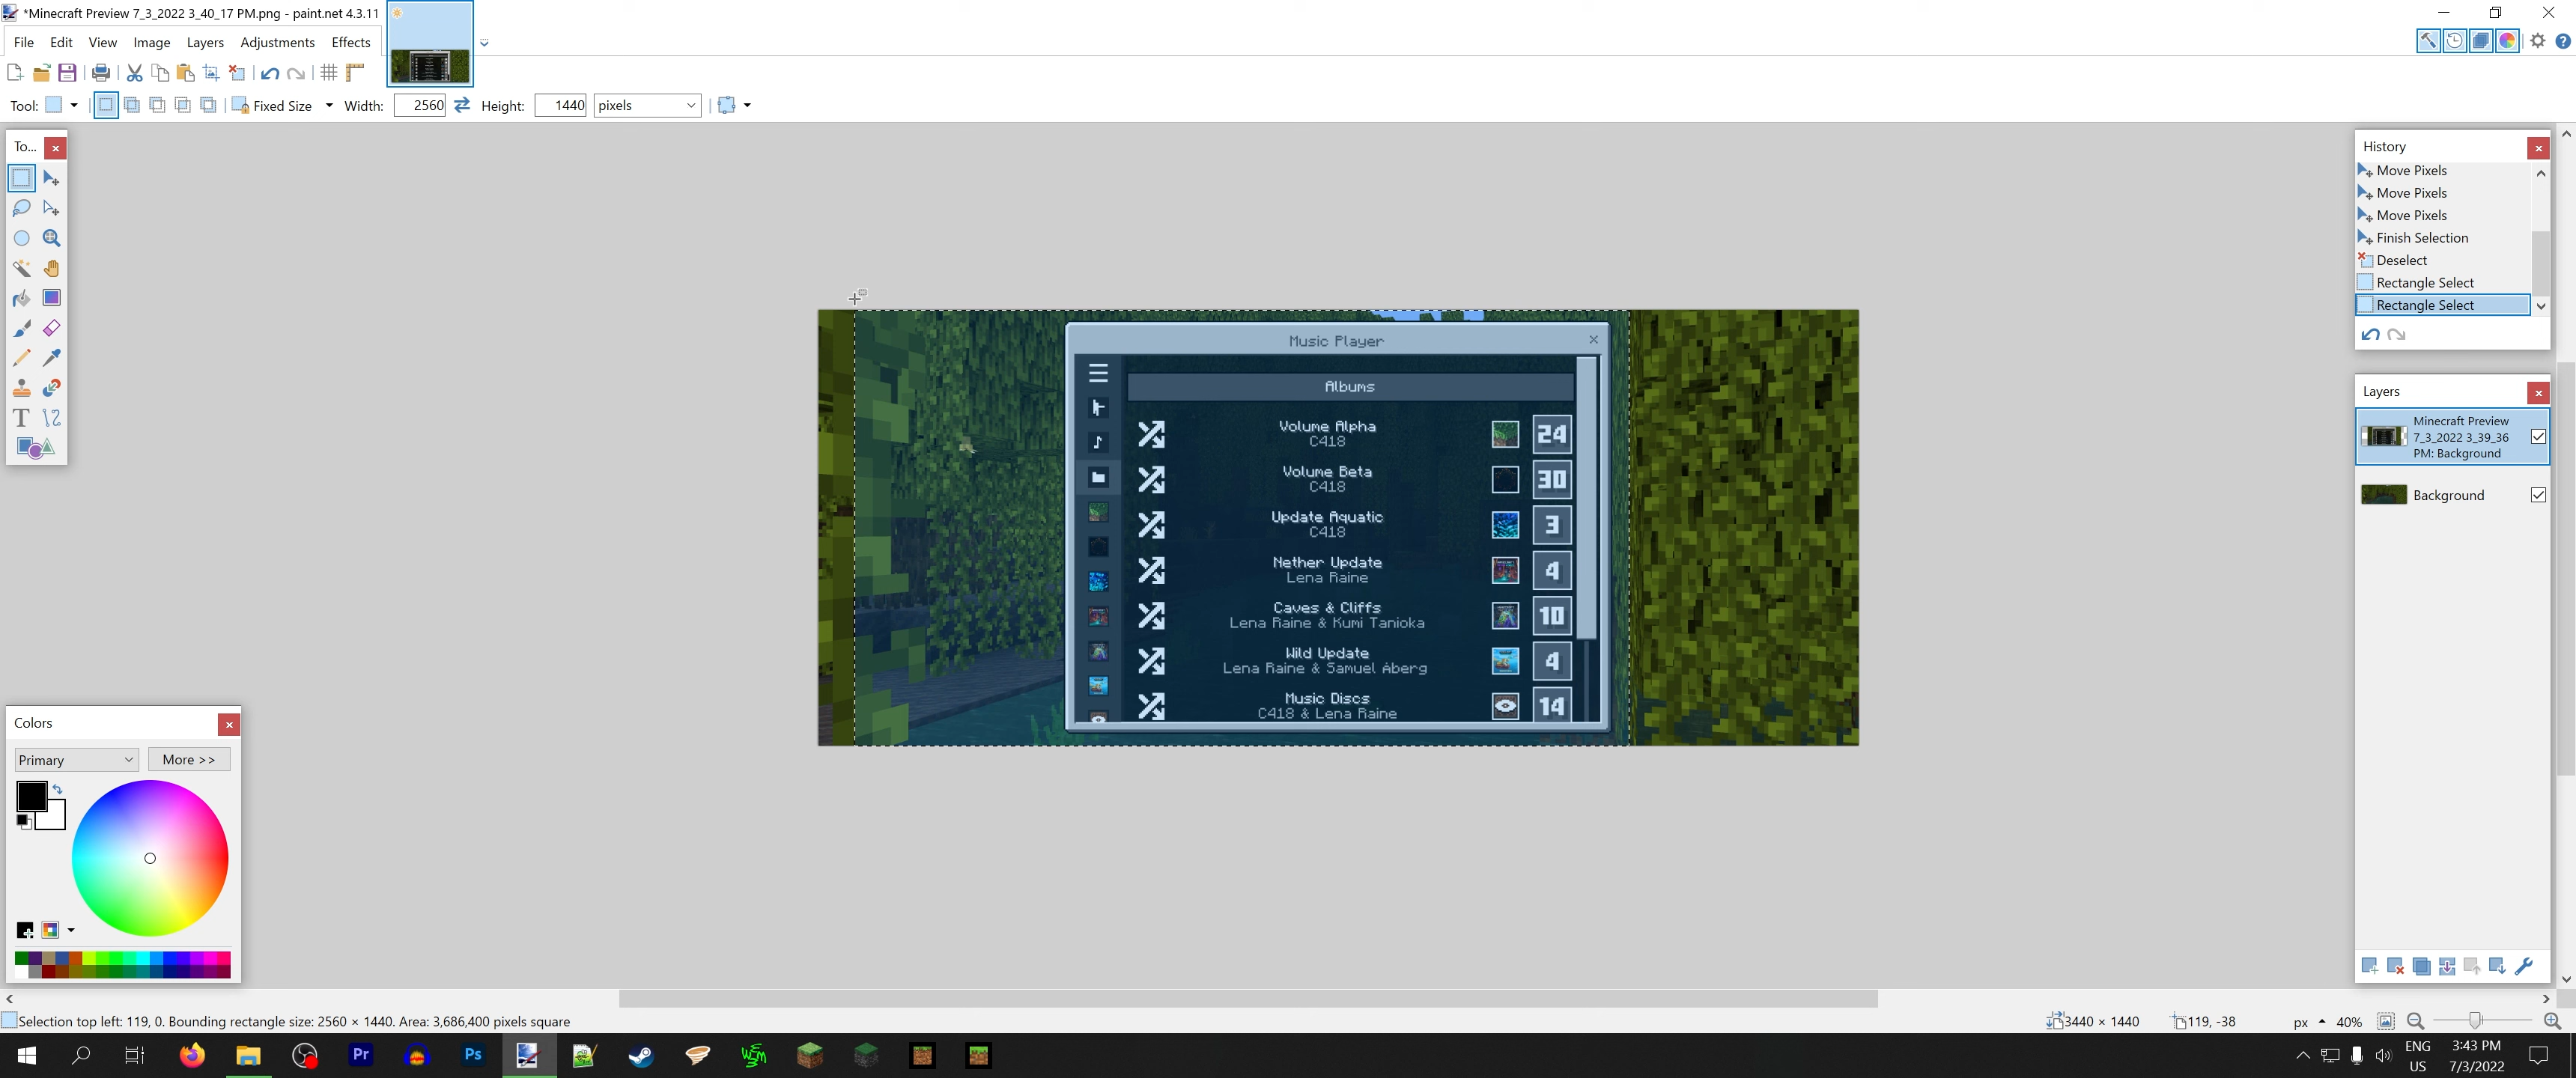 *Minecraft Preview 7_3_2022 3_40_17 PM.png - paint.net 4.3.11
File Edit View Image Layers Adjustments Effects
Tool: Fixed Size Width: 2560 Height: 1440 pixels
To...
History
Move Pixels
Move Pixels
Move Pixels
Finish Selection
Deselect
Rectangle Select
Rectangle Select
Music Player
Albums
Volume Alpha
C418
24
Volume Beta
C418
30
Update Aquatic
C418
3
Nether Update
Lena Raine
4
Caves & Cliffs
Lena Raine & Kumi Tanioka
10
Wild Update
Lena Raine & Samuel Åberg
4
Music Discs
C418 & Lena Raine
14
Layers
Minecraft Preview
7_3_2022 3_39_36
PM: Background
Background
Colors
Primary More >>
Selection top left: 119, 0. Bounding rectangle size: 2560 × 1440. Area: 3,686,400 pixels square
3440 × 1440 119, -38 px 40%
Pr
Ps
ENG
US
3:43 PM
7/3/2022